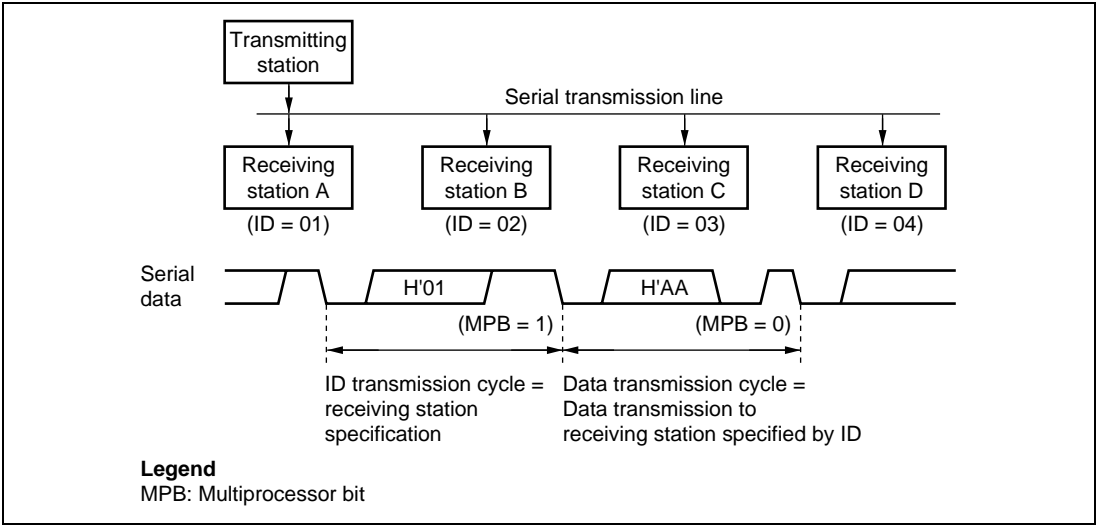 Transmitting
station
Serial transmission line
Receiving
station A
(ID = 01)
Receiving
station B
(ID = 02)
Receiving
station C
(ID = 03)
Receiving
station D
(ID = 04)
Serial
data
H'01
H'AA
(MPB = 1)
(MPB = 0)
ID transmission cycle =
receiving station
specification
Data transmission cycle =
Data transmission to
receiving station specified by ID
Legend
MPB: Multiprocessor bit